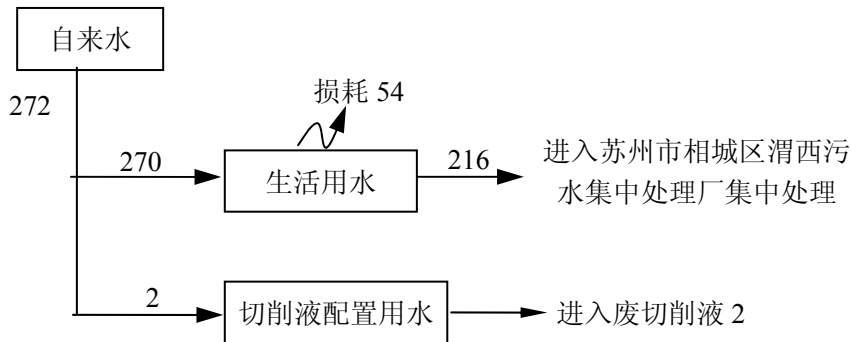 自来水
272
损耗 54
270
生活用水
216
进入苏州市相城区渭西污
水集中处理厂集中处理
2
切削液配置用水
进入废切削液 2